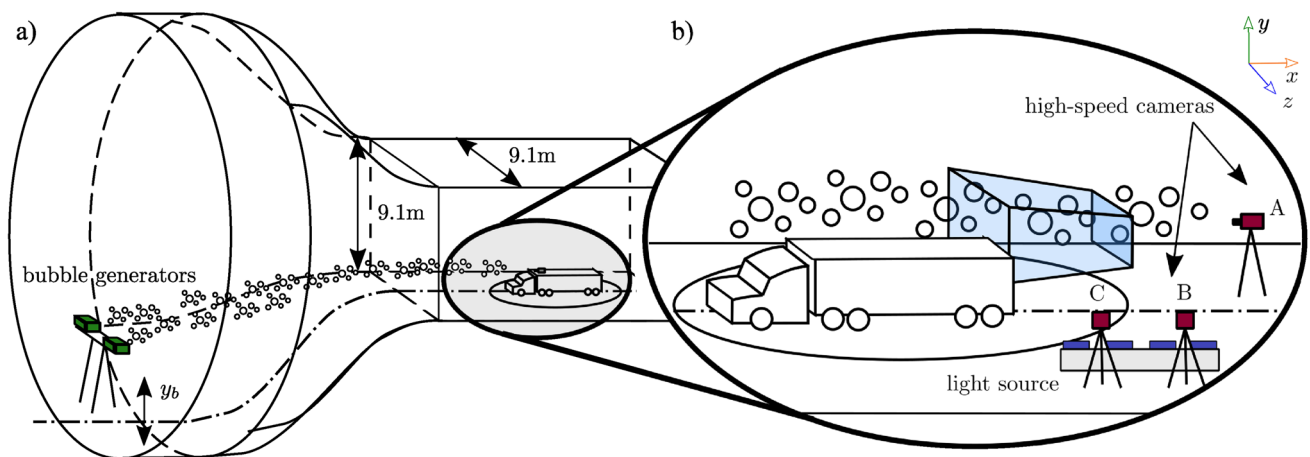 a)
9.1m
9.1m
bubble generators
y_b
b)
y
x
z
high-speed cameras
A
C
B
light source